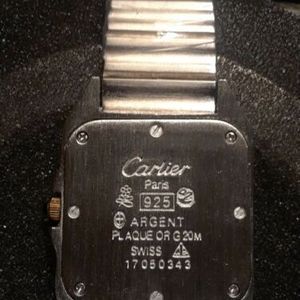 Cartier
Paris
925
ARGENT
PLAQUE OR G 20M
SWISS
17050343